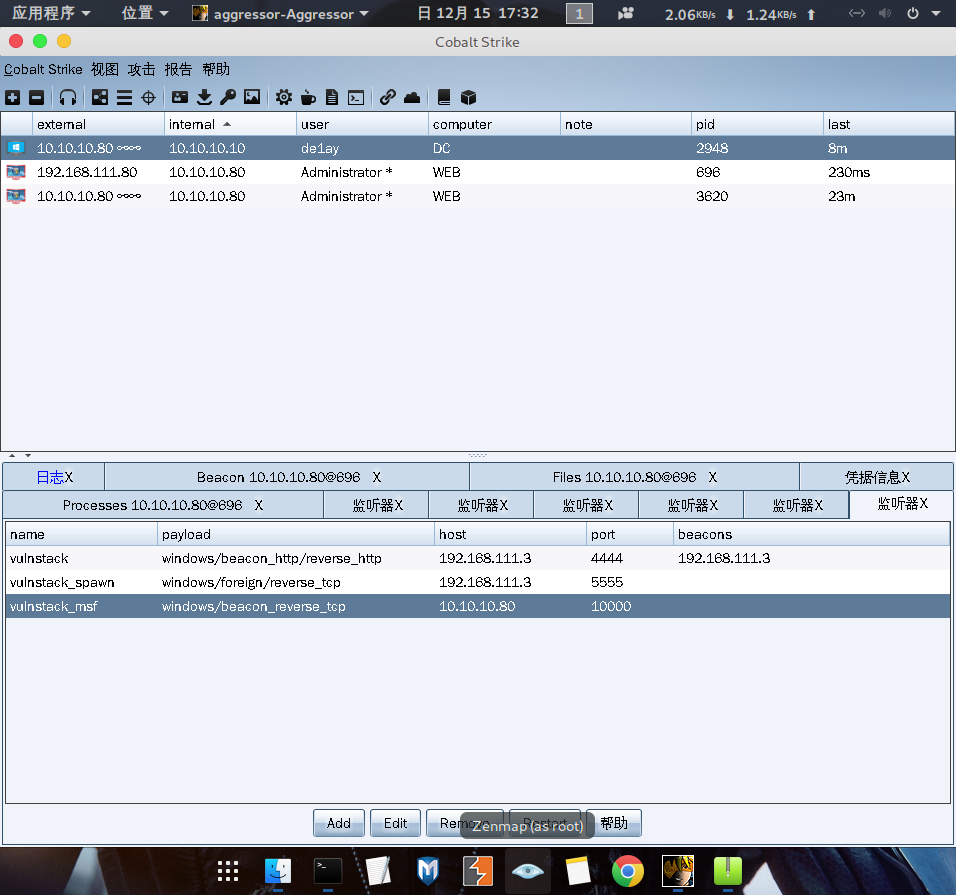 应用程序 位置 aggressor-Aggressor 日 12月 15 17:32 1 2.06KB/s 1.24KB/s
Cobalt Strike
Cobalt Strike 视图 攻击 报告 帮助
external internal user computer note pid last
10.10.10.80 10.10.10.10 de1ay DC 2948 8m
192.168.111.80 10.10.10.80 Administrator * WEB 696 230ms
10.10.10.80 10.10.10.80 Administrator * WEB 3620 23m
日志X Beacon 10.10.10.80@696 X Files 10.10.10.80@696 X 凭据信息X
Processes 10.10.10.80@696 X 监听器X 监听器X 监听器X 监听器X 监听器X 监听器X
name payload host port beacons
vulnstack windows/beacon_http/reverse_http 192.168.111.3 4444 192.168.111.3
vulnstack_spawn windows/foreign/reverse_tcp 192.168.111.3 5555
vulnstack_msf windows/beacon_reverse_tcp 10.10.10.80 10000
Add Edit Remove Restart 帮助
Zenmap (as root)